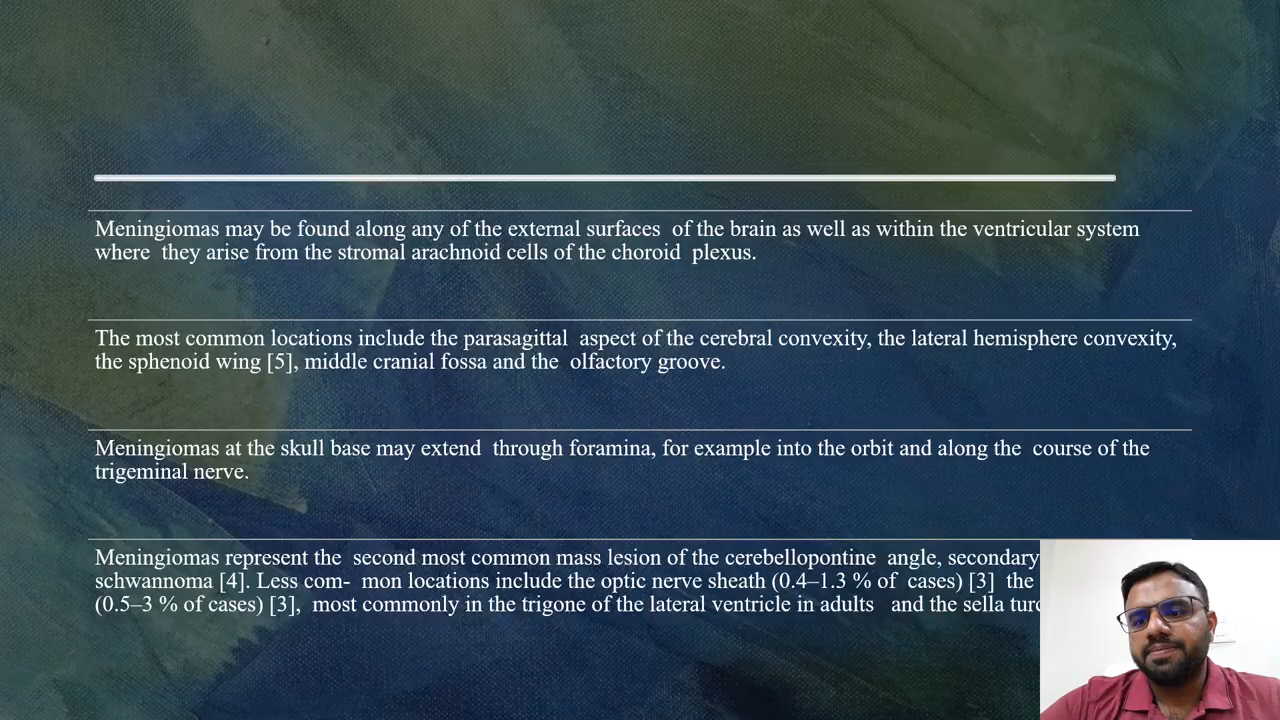 Meningiomas may be found along any of the external surfaces of the brain as well as within the ventricular system
where they arise from the stromal arachnoid cells of the choroid plexus.
The most common locations include the parasagittal aspect of the cerebral convexity, the lateral hemisphere convexity,
the sphenoid wing [5], middle cranial fossa and the olfactory groove.
Meningiomas at the skull base may extend through foramina, for example into the orbit and along the course of the
trigeminal nerve.
Meningiomas represent the second most common mass lesion of the cerebellopontine angle, secondary
schwannoma [4]. Less com- mon locations include the optic nerve sheath (0.4–1.3 % of cases) [3] the
(0.5–3 % of cases) [3], most commonly in the trigone of the lateral ventricle in adults and the sella